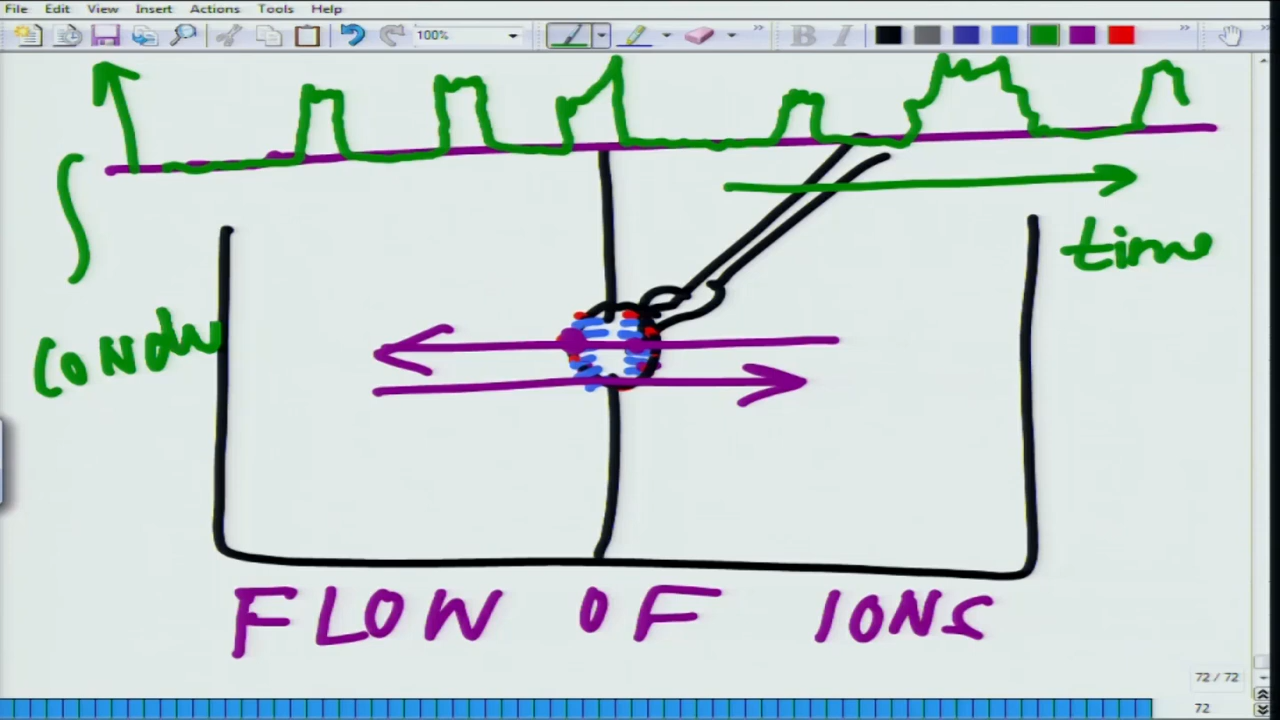 File Edit View Insert Actions Tools Help
100%
time
CONDU
FLOW OF IONS
72 / 72
72